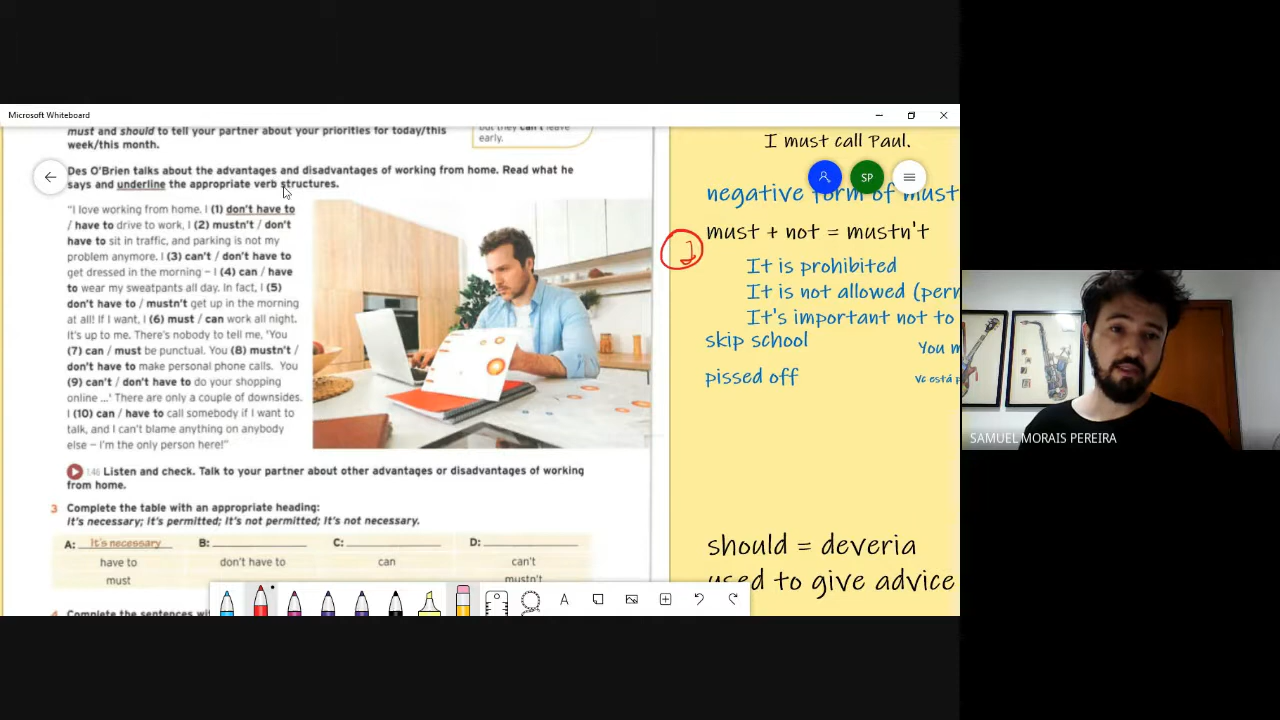 Microsoft Whiteboard
must and should to tell your partner about your priorities for today/this
week/this month.
but they can't leave
early.
Des O'Brien talks about the advantages and disadvantages of working from home. Read what he
says and underline the appropriate verb structures.
"I love working from home. I (1) don't have to
/ have to drive to work, I (2) mustn't / don't
have to sit in traffic, and parking is not my
problem anymore. I (3) can't / don't have to
get dressed in the morning – I (4) can / have
to wear my sweatpants all day. In fact, I (5)
don't have to / mustn't get up in the morning
at all! If I want, I (6) must / can work all night.
It's up to me. There's nobody to tell me, 'You
(7) can / must be punctual. You (8) mustn't /
don't have to make personal phone calls. You
(9) can't / don't have to do your shopping
online ...' There are only a couple of downsides.
I (10) can / have to call somebody if I want to
talk, and I can't blame anything on anybody
else – I'm the only person here!"
1.46 Listen and check. Talk to your partner about other advantages or disadvantages of working
from home.
3 Complete the table with an appropriate heading:
It's necessary; It's permitted; It's not permitted; It's not necessary.
A: It's necessary B: C: D:
have to don't have to can can't
must mustn't
4 Complete the sentences wi
I must call Paul.
SP
negative form of must
must + not = mustn't
It is prohibited
It is not allowed (perm
It's important not to
skip school
You m
pissed off
Vc está p
should = deveria
used to give advice
A
SAMUEL MORAIS PEREIRA